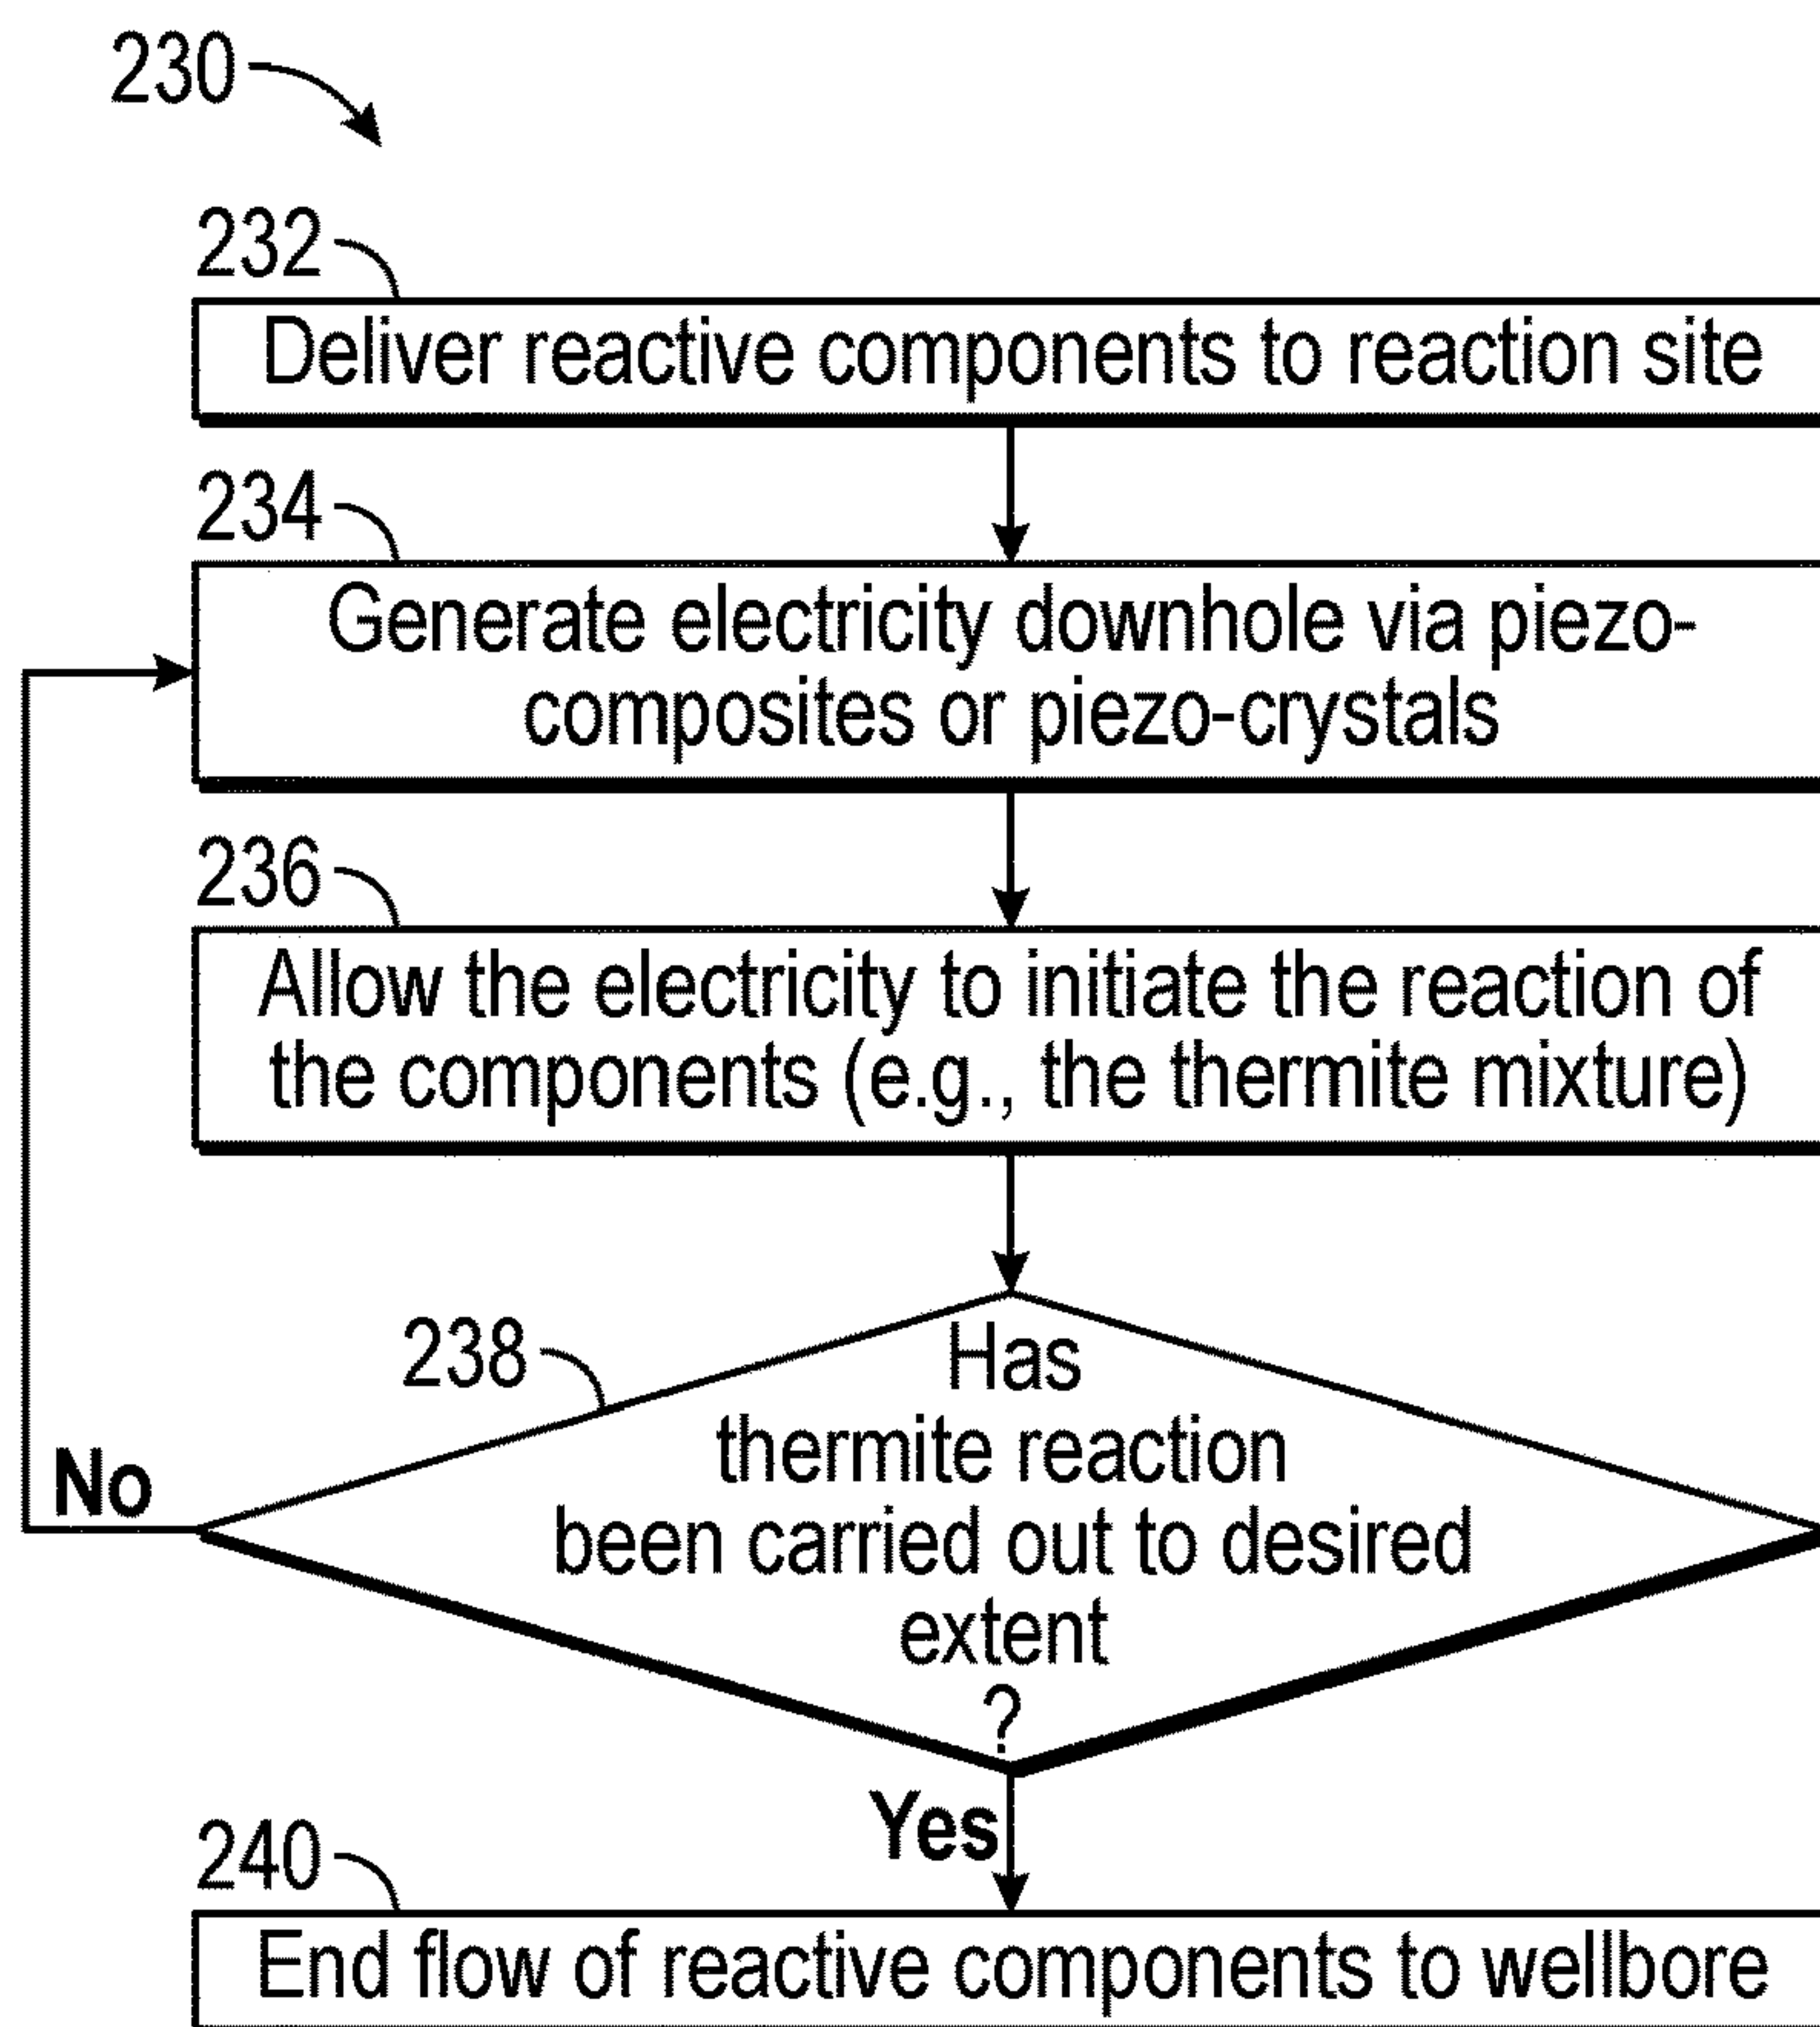 230
232
Deliver reactive components to reaction site
234
Generate electricity downhole via piezo-
composites or piezo-crystals
236
Allow the electricity to initiate the reaction of
the components (e.g., the thermite mixture)
238
Has
thermite reaction
been carried out to desired
extent
?
No
Yes
240
End flow of reactive components to wellbore